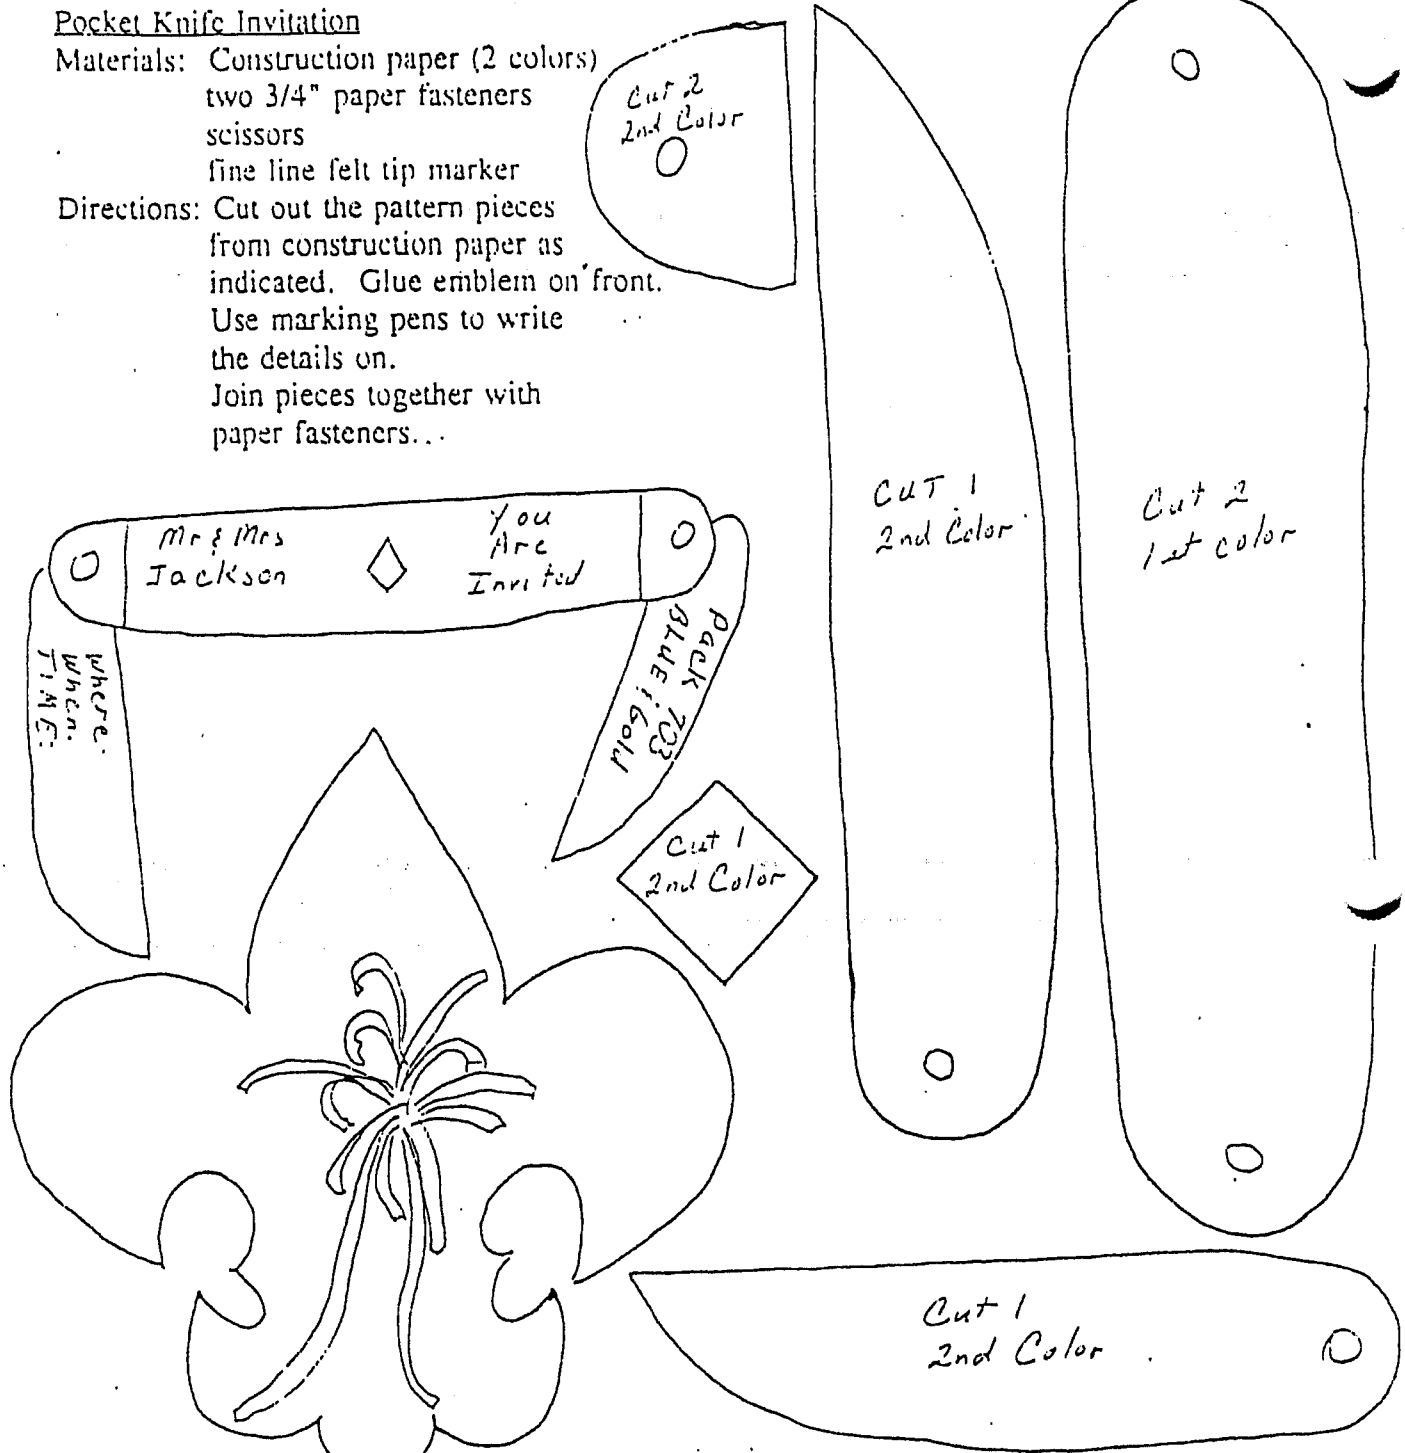 Pocket Knife Invitation
Materials: Construction paper (2 colors)
two 3/4" paper fasteners
scissors
fine line felt tip marker
Directions: Cut out the pattern pieces
from construction paper as
indicated. Glue emblem on front.
Use marking pens to write
the details on.
Join pieces together with
paper fasteners...
Cut 2
2nd Color
CUT 1
2nd Color
Cut 2
1st color
Mr & Mrs
Jackson
You
Are
Invited
Where.
When.
TIME:
Pack 703
BLUE & Gold
Cut 1
2nd Color
Cut 1
2nd Color